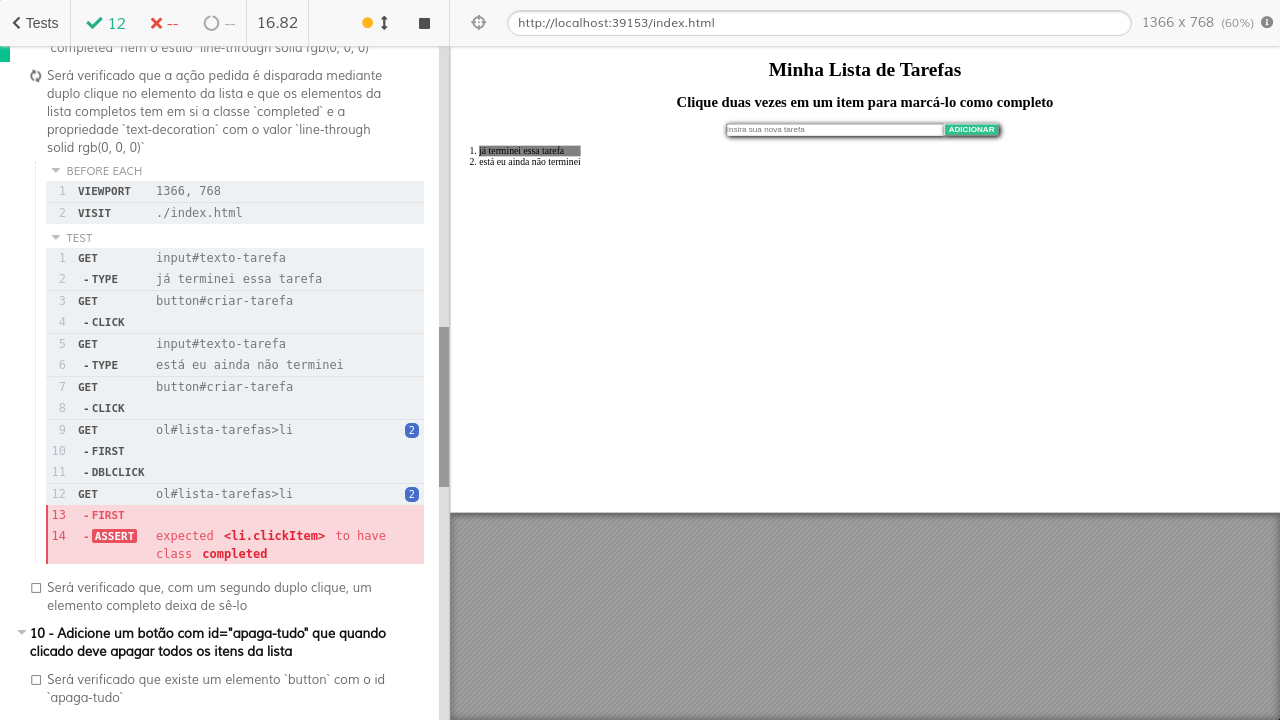 Tests
12
--
--
16.82
http://localhost:39153/index.html
1366 x 768 (60%)
`completed` nem o estilo `line-through solid rgb(0, 0, 0)`
Será verificado que a ação pedida é disparada mediante
duplo clique no elemento da lista e que os elementos da
lista completos tem em si a classe `completed` e a
propriedade `text-decoration` com o valor `line-through
solid rgb(0, 0, 0)`
BEFORE EACH
1 VIEWPORT 1366, 768
2 VISIT ./index.html
TEST
1 GET input#texto-tarefa
2 -TYPE já terminei essa tarefa
3 GET button#criar-tarefa
4 -CLICK
5 GET input#texto-tarefa
6 -TYPE está eu ainda não terminei
7 GET button#criar-tarefa
8 -CLICK
9 GET ol#lista-tarefas>li 2
10 -FIRST
11 -DBLCLICK
12 GET ol#lista-tarefas>li 2
13 -FIRST
14 -ASSERT expected <li.clickItem> to have
class completed
Será verificado que, com um segundo duplo clique, um
elemento completo deixa de sê-lo
10 - Adicione um botão com id="apaga-tudo" que quando
clicado deve apagar todos os itens da lista
Será verificado que existe um elemento `button` com o id
`apaga-tudo`
Minha Lista de Tarefas
Clique duas vezes em um item para marcá-lo como completo
Insira sua nova tarefa
ADICIONAR
1. já terminei essa tarefa
2. está eu ainda não terminei